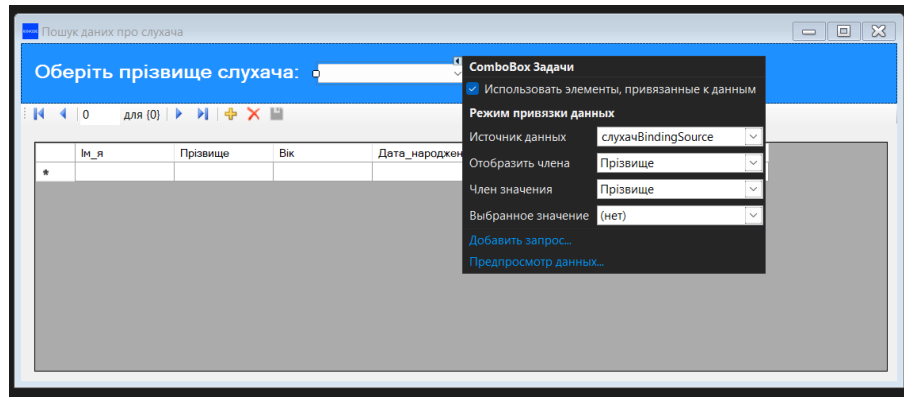 Пошук даних про слухача
Оберіть прізвище слухача:
ComboBox Задачи
Использовать элементы, привязанные к данным
Режим привязки данных
Источник данных слухачBindingSource
Отобразить члена Прізвище
Член значения Прізвище
Выбранное значение (нет)
Добавить запрос...
Предпросмотр данных...
0 для {0}
Ім_я Прізвище Вік Дата_народжен